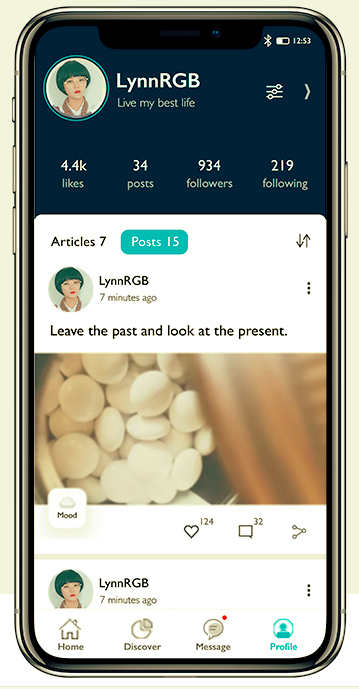 12:53
LynnRGB
Live my best life
4.4k 34 934 219
likes posts followers following
Articles 7 Posts 15
LynnRGB
7 minutes ago
Leave the past and look at the present.
Mood
124 32
LynnRGB
7 minutes ago
Home Discover Message Profile